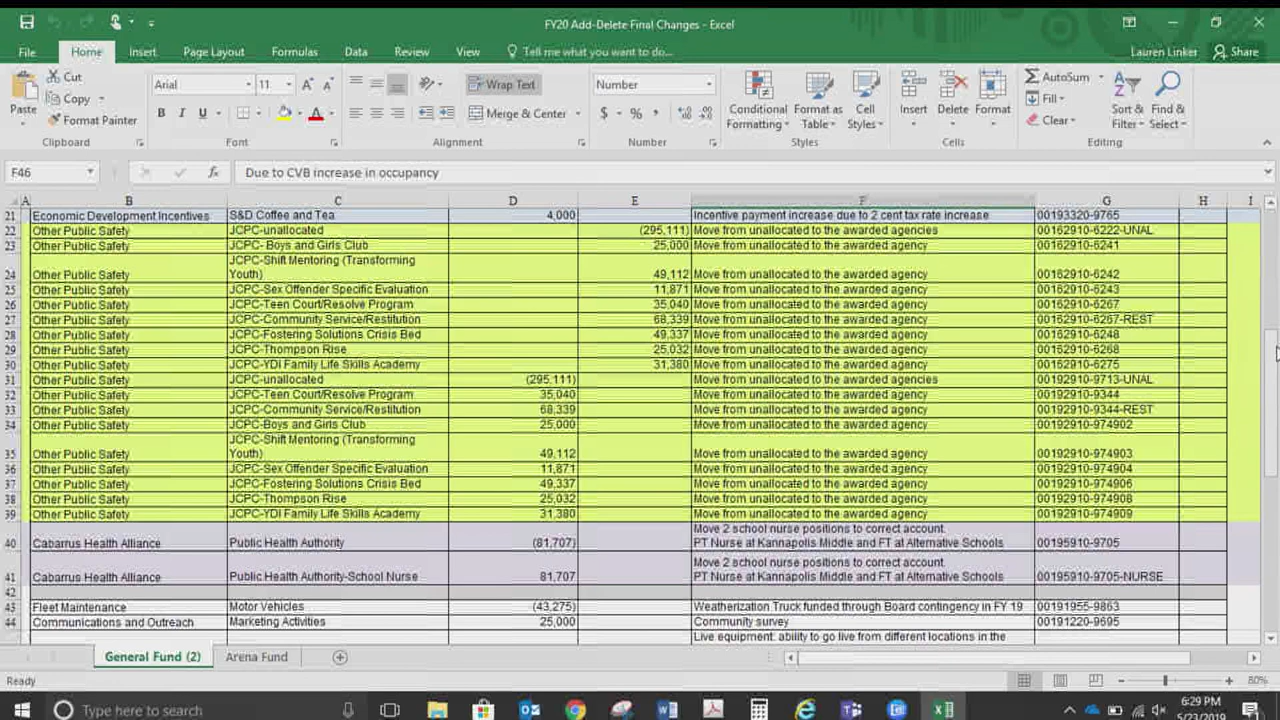 FY20 Add-Delete Final Changes - Excel
File Home Insert Page Layout Formulas Data Review View Tell me what you want to do... Lauren Linker Share
Paste Cut Copy Format Painter Clipboard
Arial 11 A A B I U A Font
Wrap Text Merge & Center Alignment
Number $ % , Number
Conditional Formatting Format as Table Cell Styles Styles
Insert Delete Format Cells
AutoSum Fill Clear Sort & Filter Find & Select Editing
F46 fx Due to CVB increase in occupancy
A B C D E F G H I
21 Economic Development Incentives S&D Coffee and Tea 4,000 Incentive payment increase due to 2 cent tax rate increase 00193320-9765
22 Other Public Safety JCPC-unallocated (295,111) Move from unallocated to the awarded agencies 00162910-6222-UNAL
23 Other Public Safety JCPC- Boys and Girls Club 25,000 Move from unallocated to the awarded agency 00162910-6241
24 Other Public Safety JCPC-Shift Mentoring (Transforming Youth) 49,112 Move from unallocated to the awarded agency 00162910-6242
25 Other Public Safety JCPC-Sex Offender Specific Evaluation 11,871 Move from unallocated to the awarded agency 00162910-6243
26 Other Public Safety JCPC-Teen Court/Resolve Program 35,040 Move from unallocated to the awarded agency 00162910-6267
27 Other Public Safety JCPC-Community Service/Restitution 68,339 Move from unallocated to the awarded agency 00162910-6267-REST
28 Other Public Safety JCPC-Fostering Solutions Crisis Bed 49,337 Move from unallocated to the awarded agency 00162910-6248
29 Other Public Safety JCPC-Thompson Rise 25,032 Move from unallocated to the awarded agency 00162910-6268
30 Other Public Safety JCPC-YDI Family Life Skills Academy 31,380 Move from unallocated to the awarded agency 00162910-6275
31 Other Public Safety JCPC-unallocated (295,111) Move from unallocated to the awarded agencies 00192910-9713-UNAL
32 Other Public Safety JCPC-Teen Court/Resolve Program 35,040 Move from unallocated to the awarded agency 00192910-9344
33 Other Public Safety JCPC-Community Service/Restitution 68,339 Move from unallocated to the awarded agency 00192910-9344-REST
34 Other Public Safety JCPC-Boys and Girls Club 25,000 Move from unallocated to the awarded agency 00192910-974902
35 Other Public Safety JCPC-Shift Mentoring (Transforming Youth) 49,112 Move from unallocated to the awarded agency 00192910-974903
36 Other Public Safety JCPC-Sex Offender Specific Evaluation 11,871 Move from unallocated to the awarded agency 00192910-974904
37 Other Public Safety JCPC-Fostering Solutions Crisis Bed 49,337 Move from unallocated to the awarded agency 00192910-974906
38 Other Public Safety JCPC-Thompson Rise 25,032 Move from unallocated to the awarded agency 00192910-974908
39 Other Public Safety JCPC-YDI Family Life Skills Academy 31,380 Move from unallocated to the awarded agency 00192910-974909
40 Cabarrus Health Alliance Public Health Authority (81,707) Move 2 school nurse positions to correct account. PT Nurse at Kannapolis Middle and FT at Alternative Schools 00195910-9705
41 Cabarrus Health Alliance Public Health Authority-School Nurse 81,707 Move 2 school nurse positions to correct account. PT Nurse at Kannapolis Middle and FT at Alternative Schools 00195910-9705-NURSE
42
43 Fleet Maintenance Motor Vehicles (43,275) Weatherization Truck funded through Board contingency in FY 19 00191955-9863
44 Communications and Outreach Marketing Activities 25,000 Community survey 00191220-9695
Live equipment: ability to go live from different locations in the
General Fund (2) Arena Fund
Ready 80%
Type here to search 6:29 PM
5/23/2019